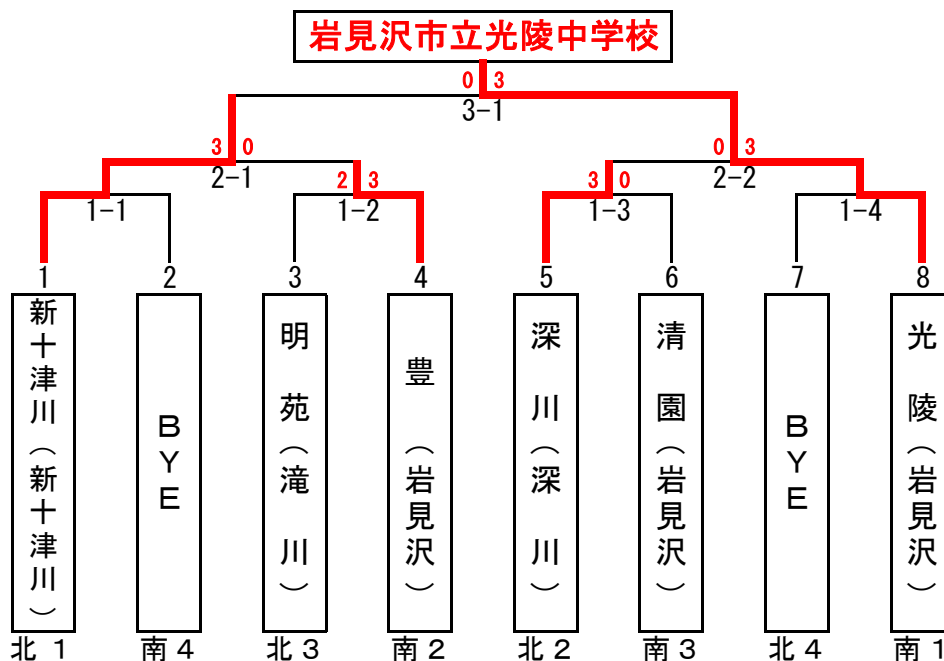 岩見沢市立光陵中学校
0 3
3-1
3 0
0 3
2-1
2-2
2 3
3 0
1-1
1-2
1-3
1-4
1
2
3
4
5
6
7
8
新十津川(新十津川)
BYE
明苑(滝川)
豊 (岩見沢)
深川(深川)
清園(岩見沢)
BYE
光陵(岩見沢)
北1
南4
北3
南2
北2
南3
北4
南1